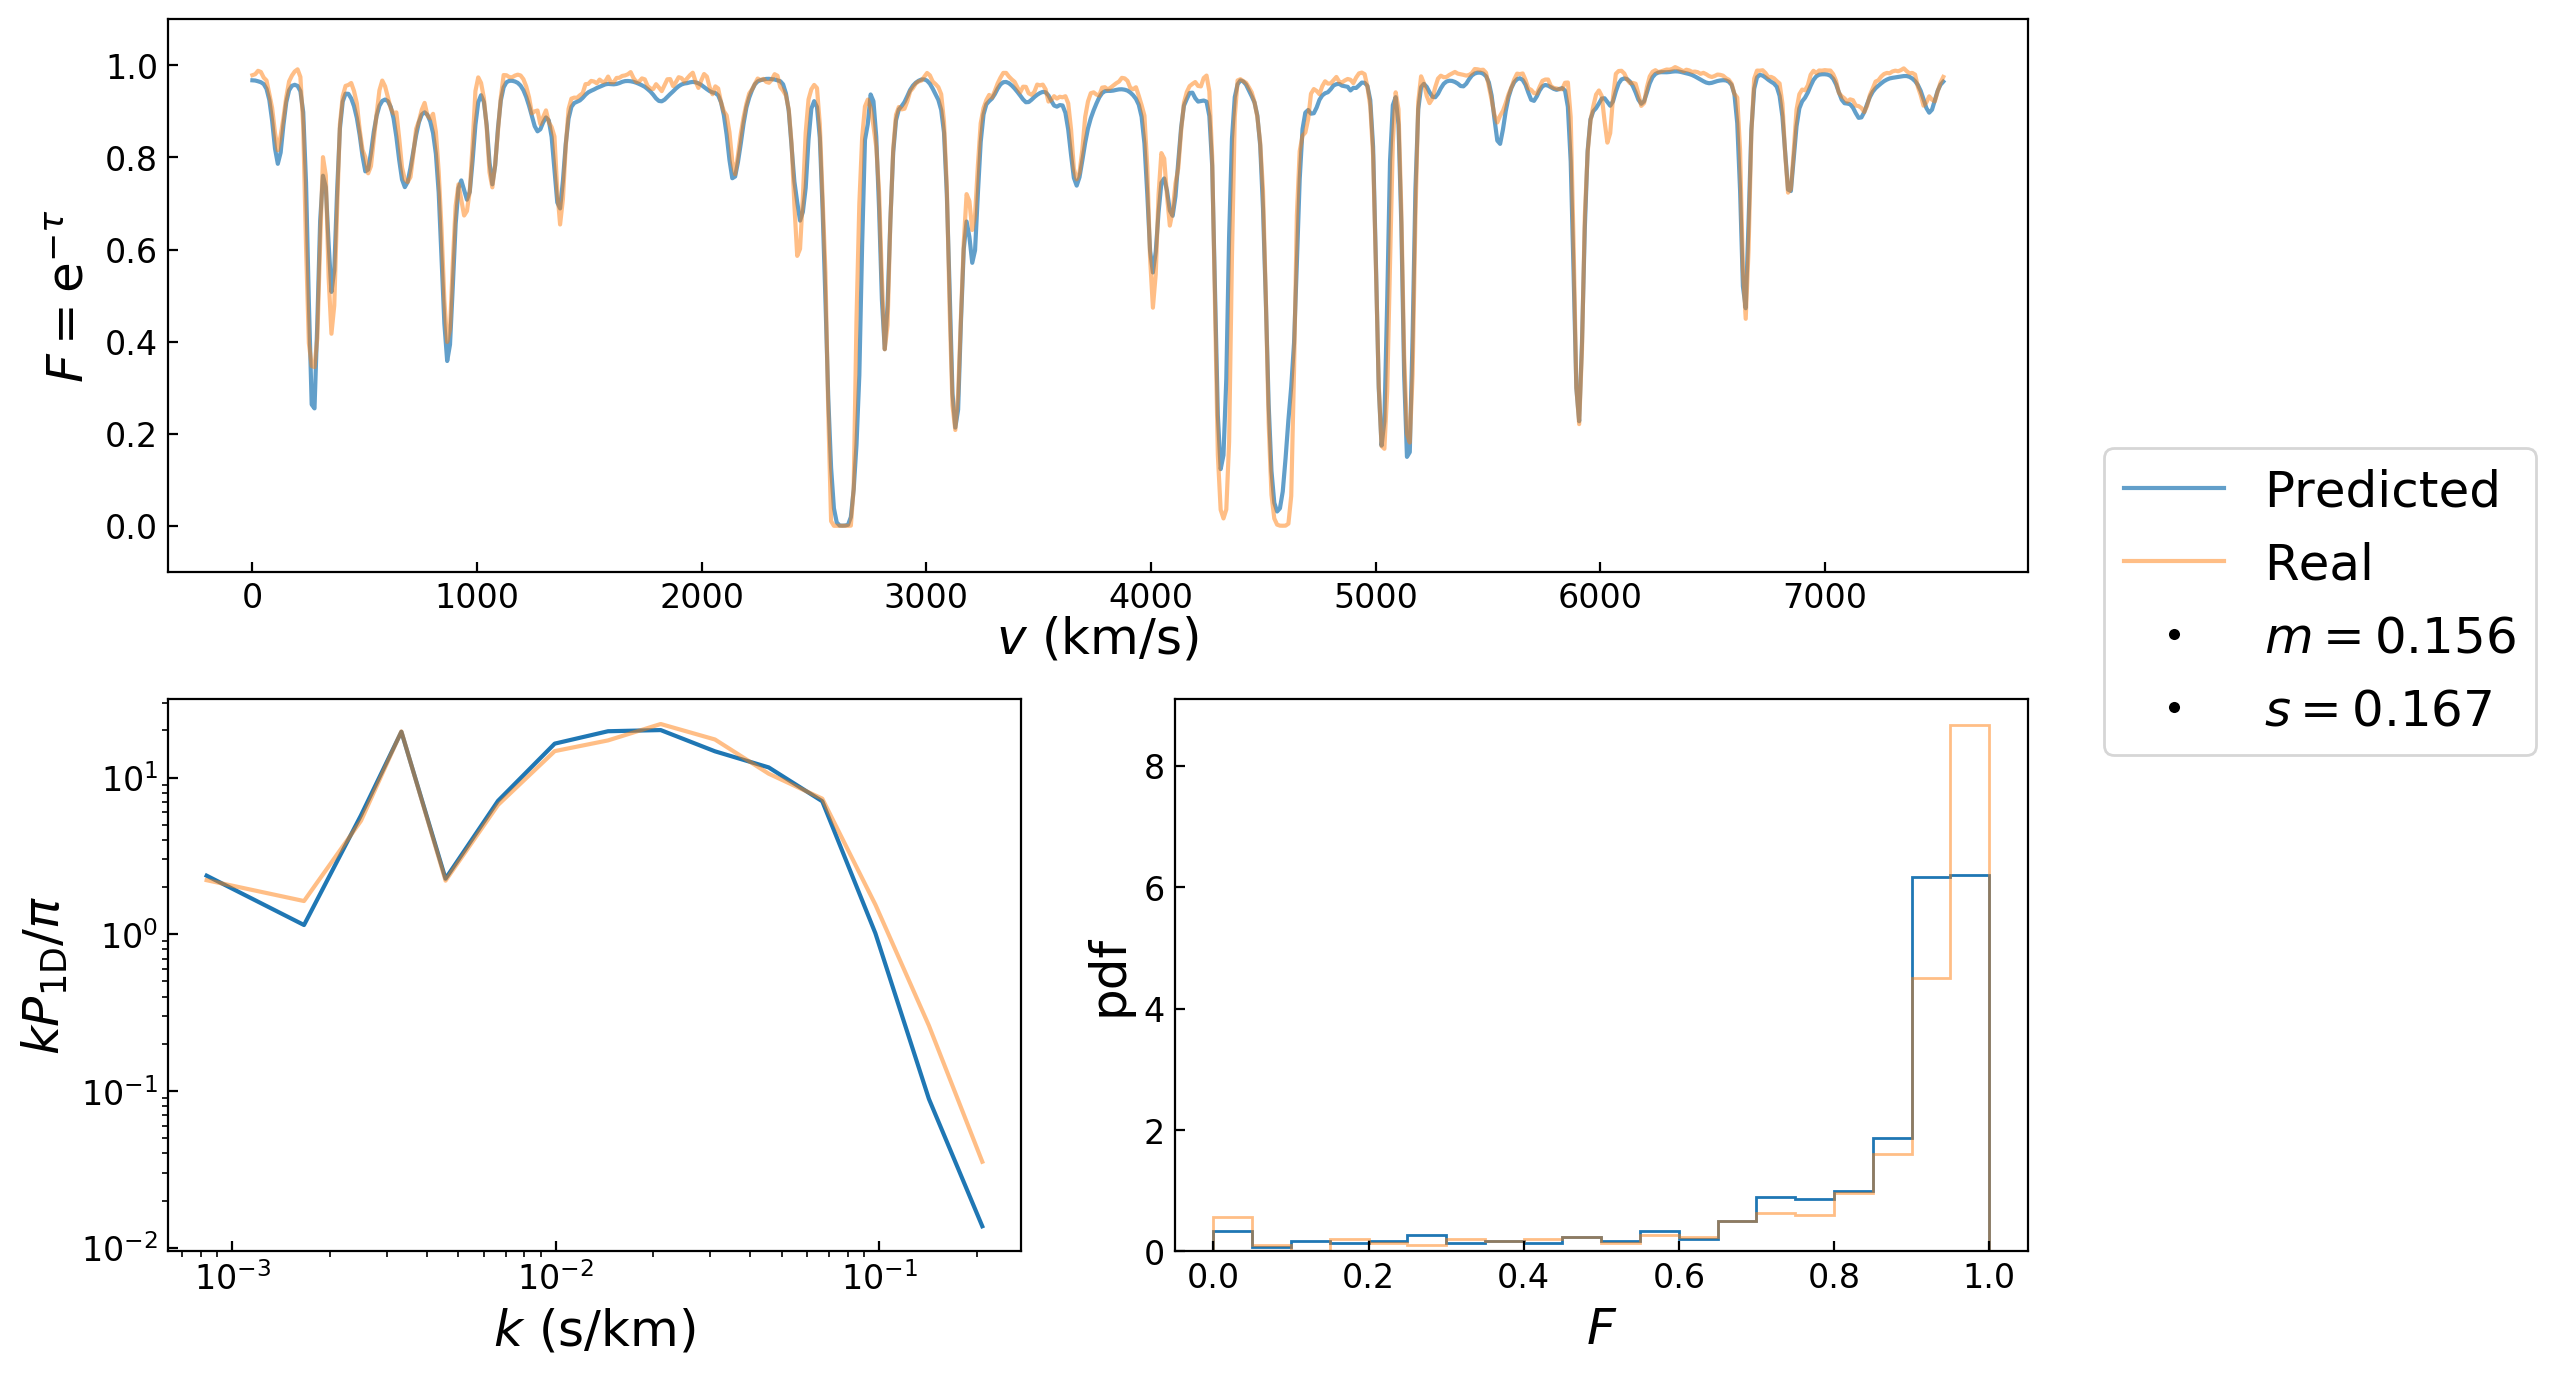 F = e^{-τ}
1.0
0.8
0.6
0.4
0.2
0.0
0 1000 2000 3000 4000 5000 6000 7000
v (km/s)
Predicted
Real
m = 0.156
s = 0.167
kP_{1D}/π
10^1
10^0
10^{-1}
10^{-2}
10^{-3} 10^{-2} 10^{-1}
k (s/km)
pdf
8
6
4
2
0
0.0 0.2 0.4 0.6 0.8 1.0
F